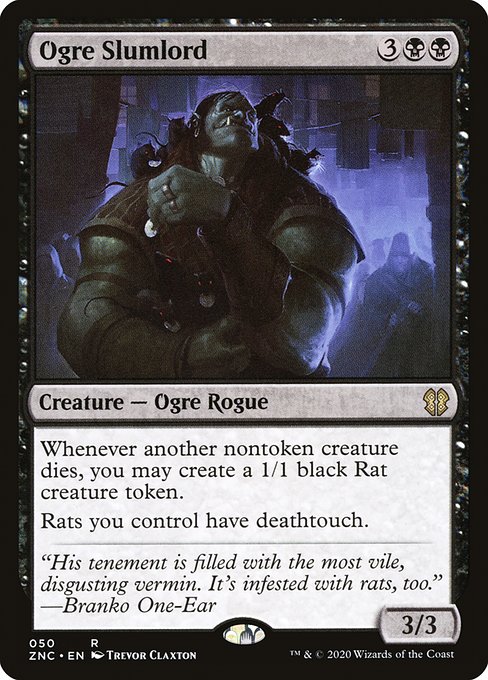 Ogre Slumlord 3
Creature — Ogre Rogue
Whenever another nontoken creature
dies, you may create a 1/1 black Rat
creature token.
Rats you control have deathtouch.
“His tenement is filled with the most vile,
disgusting vermin. It’s infested with rats, too.”
—Branko One-Ear
3/3
050 R
ZNC • EN Trevor Claxton ™ & © 2020 Wizards of the Coast